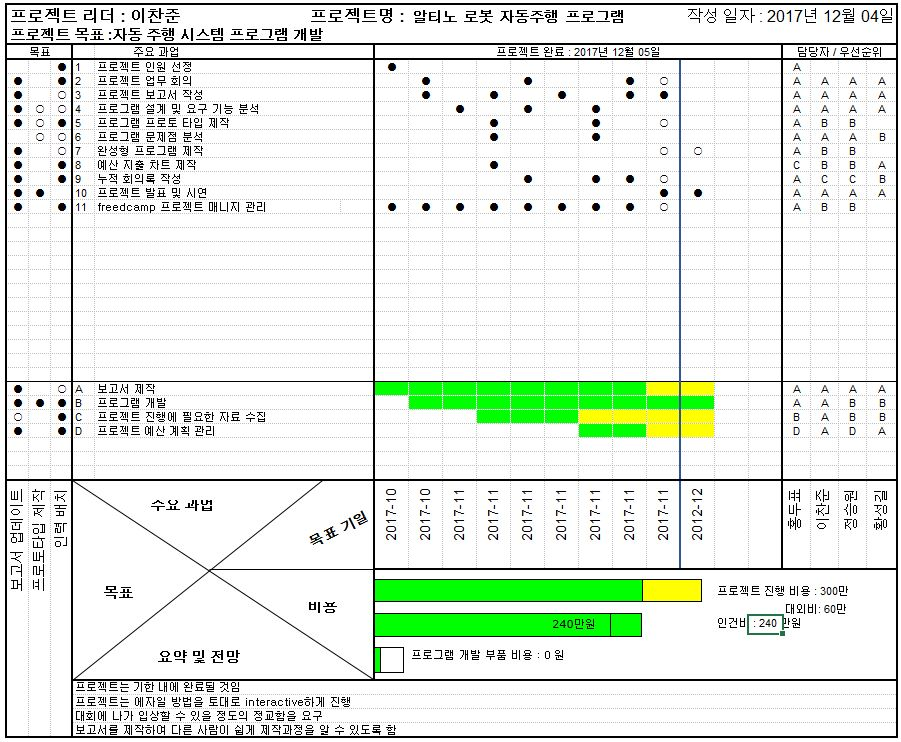 프로젝트 리더 : 이찬준 프로젝트명 : 알티노 로봇 자동주행 프로그램 작성 일자 : 2017년 12월 04일
프로젝트 목표 :자동 주행 시스템 프로그램 개발
목표 주요 과업 프로젝트 완료 : 2017년 12월 05일 담당자 / 우선순위
● 1 프로젝트 인원 선정 ● A
● ● 2 프로젝트 업무 회의 ● ● ● ○ A A A A
● ○ 3 프로젝트 보고서 작성 ● ● ● ● ● A A A A
● ○ ○ 4 프로그램 설계 및 요구 기능 분석 ● ● ● A A A A
● ○ ● 5 프로그램 프로토 타입 제작 ● ● ○ A B B
○ ○ 6 프로그램 문제점 분석 ● ● A A A B
● ○ 7 완성형 프로그램 제작 ○ ○ A B B
● ● 8 예산 지출 차트 제작 ● C B B A
● ● 9 누적 회의록 작성 ● ● ● ○ A C C B
● ● 10 프로젝트 발표 및 시연 ● ● A A A A
● ● 11 freedcamp 프로젝트 매니지 관리 ● ● ● ● ● ● ● ● ○ A B B
● ○ A 보고서 제작 A A A A
● ● ● B 프로그램 개발 A A B B
○ ● C 프로젝트 진행에 필요한 자료 수집 B A B B
● ● D 프로젝트 예산 계획 관리 D A D A
보고서 업데이트
프로토타입 제작
인력 배치
주요 과업
목표 기일
목표
비용
요약 및 전망
2017-10
2017-10
2017-11
2017-11
2017-11
2017-11
2017-11
2017-11
2017-11
2012-12
홍두표
이찬준
정승원
황성길
프로젝트 진행 비용 : 300만
대외비: 60만
240만원 인건비 : 240 만원
프로그램 개발 부품 비용 : 0 원
프로젝트는 기한 내에 완료될 것임
프로젝트는 에자일 방법을 토대로 interactive하게 진행
대회에 나가 입상할 수 있을 정도의 정교함을 요구
보고서를 제작하여 다른 사람이 쉽게 제작과정을 알 수 있도록 함